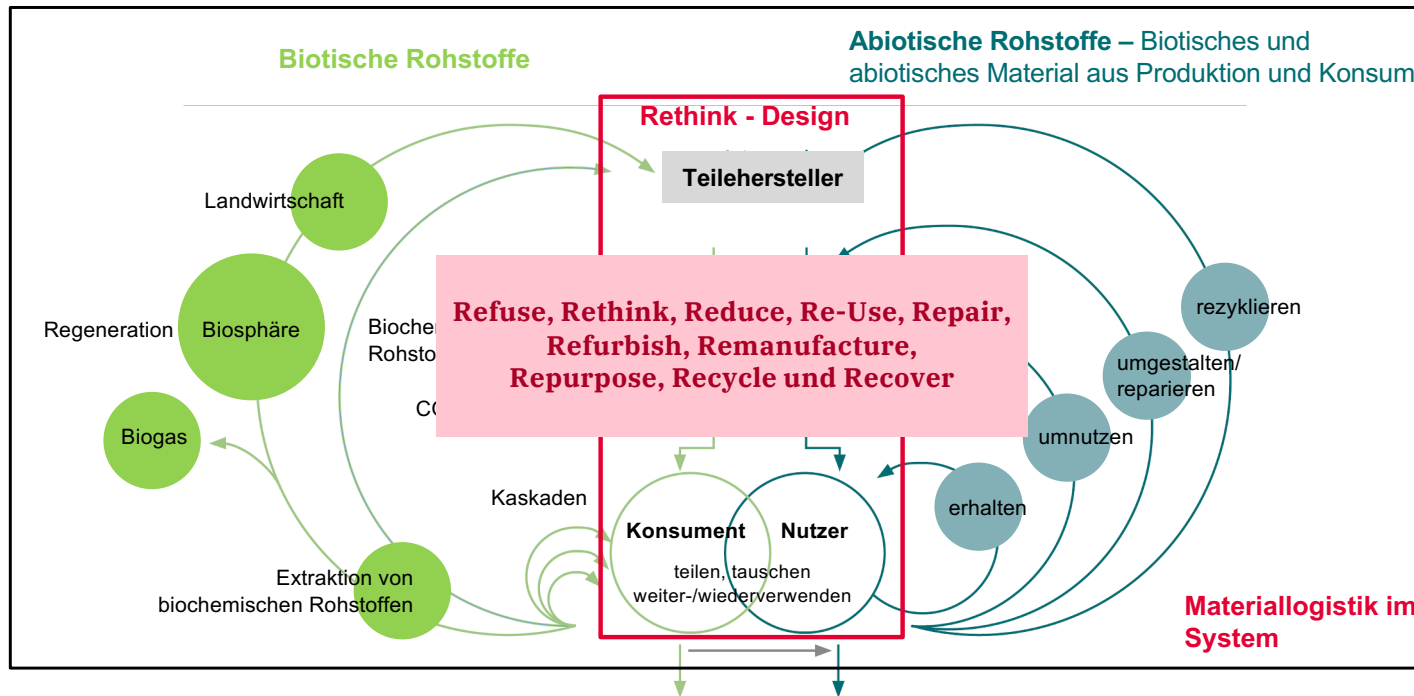 Biotische Rohstoffe
Abiotische Rohstoffe – Biotisches und
abiotisches Material aus Produktion und Konsum
Rethink - Design
Teilehersteller
Landwirtschaft
Regeneration
Biosphäre
Biogas
Refuse, Rethink, Reduce, Re-Use, Repair,
Refurbish, Remanufacture,
Repurpose, Recycle und Recover
rezyklieren
umgestalten/
reparieren
umnutzen
erhalten
Kaskaden
Konsument
Nutzer
teilen, tauschen
weiter-/wiederverwenden
Extraktion von
biochemischen Rohstoffen
Materiallogistik im
System